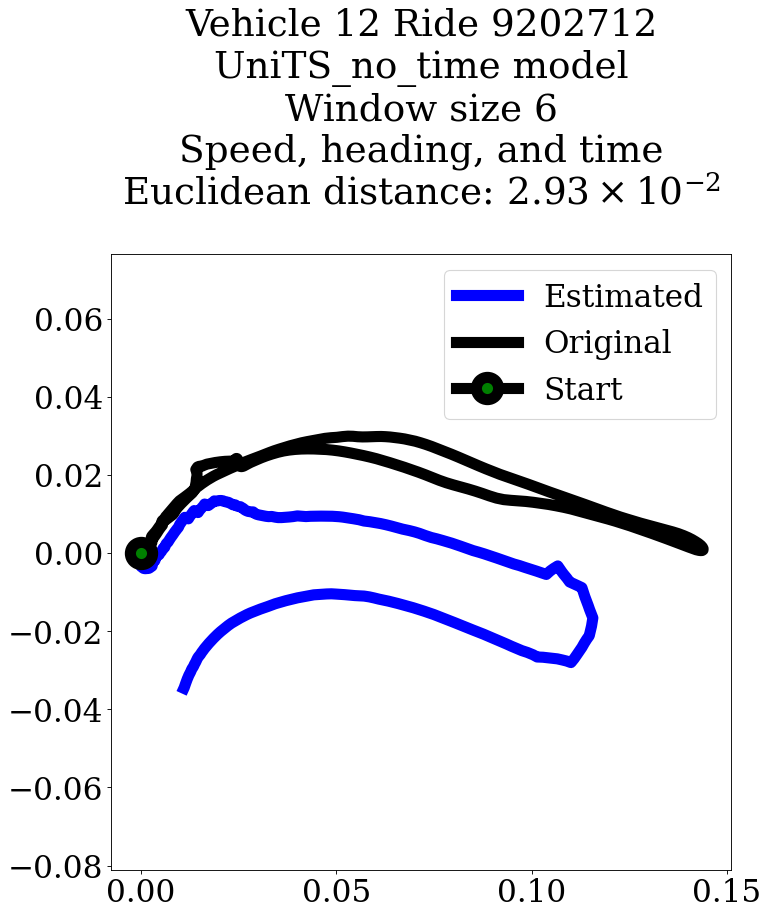 Vehicle 12 Ride 9202712
UniTS_no_time model
Window size 6
Speed, heading, and time
Euclidean distance: 2.93 × 10⁻²
Estimated
Original
Start
0.06
0.04
0.02
0.00
−0.02
−0.04
−0.06
−0.08
0.00 0.05 0.10 0.15